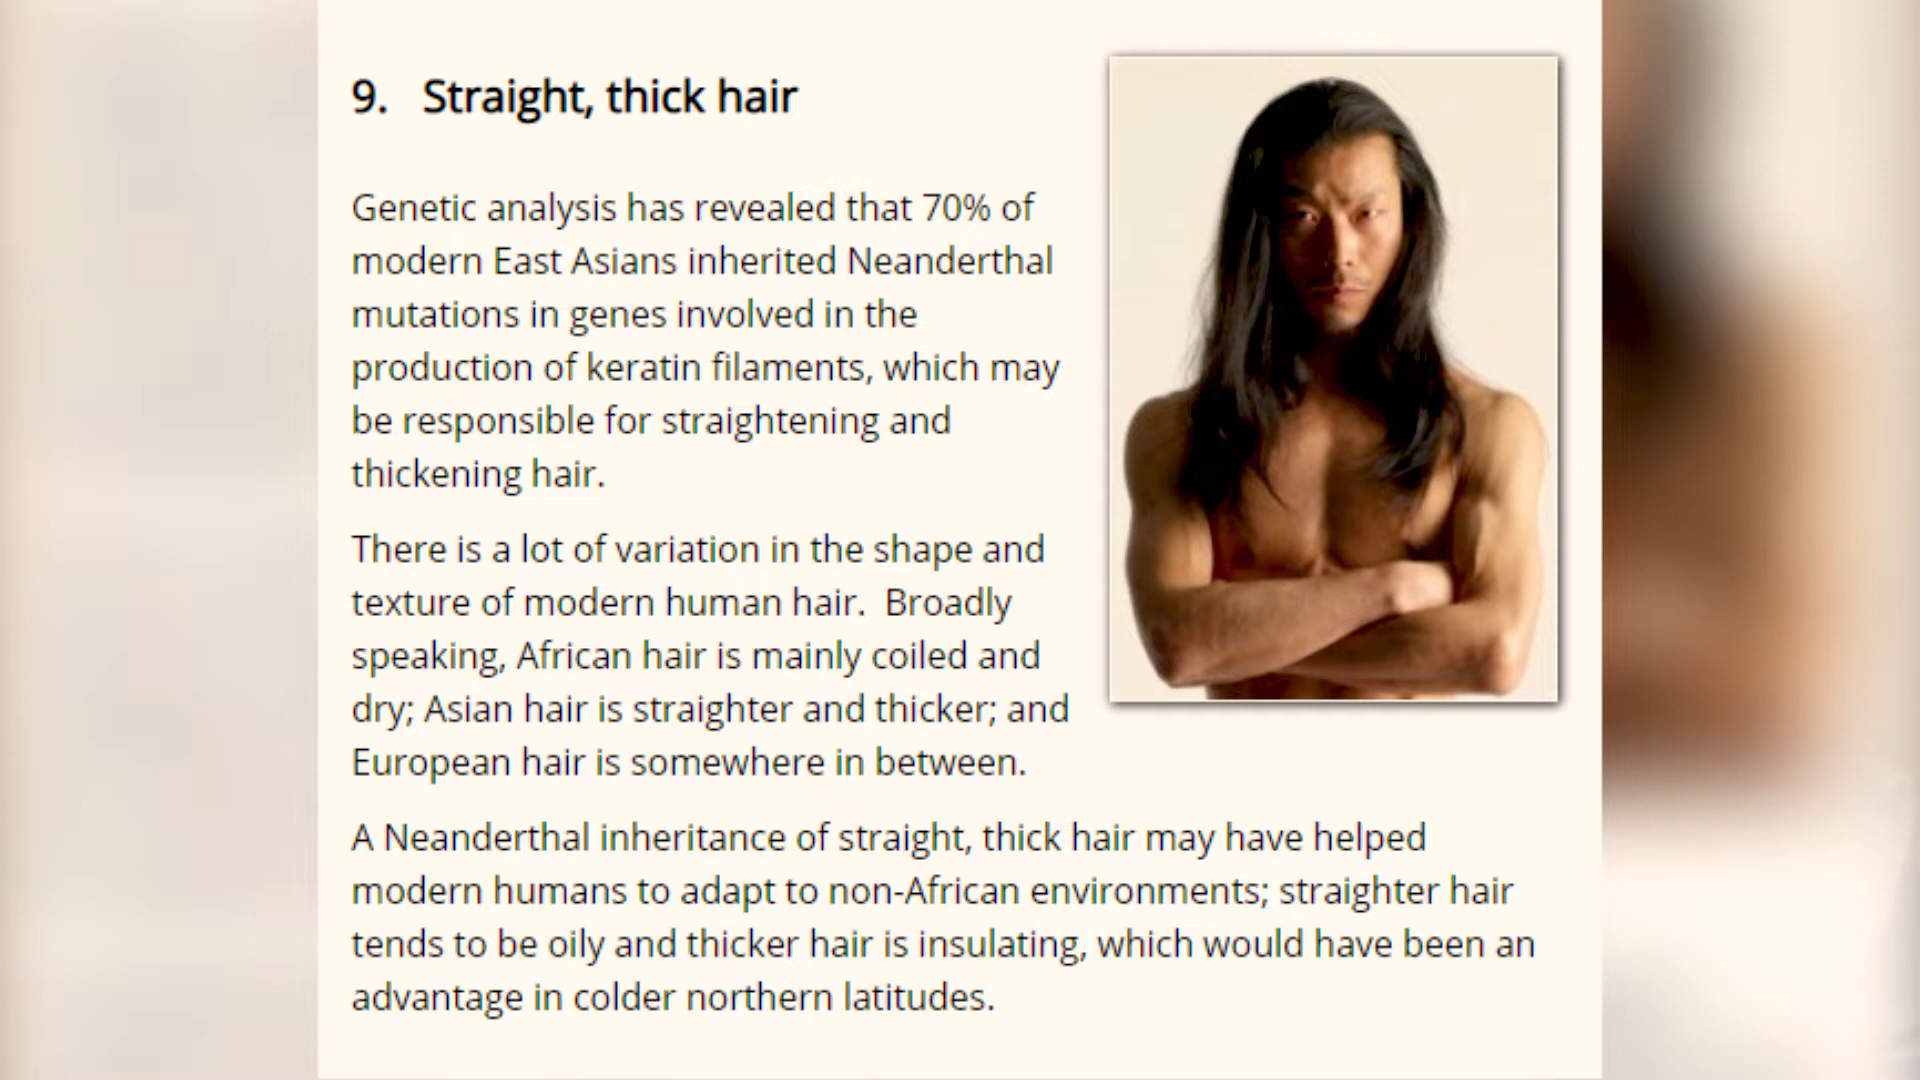 9. Straight, thick hair
Genetic analysis has revealed that 70% of
modern East Asians inherited Neanderthal
mutations in genes involved in the
production of keratin filaments, which may
be responsible for straightening and
thickening hair.
There is a lot of variation in the shape and
texture of modern human hair.  Broadly
speaking, African hair is mainly coiled and
dry; Asian hair is straighter and thicker; and
European hair is somewhere in between.
A Neanderthal inheritance of straight, thick hair may have helped
modern humans to adapt to non-African environments; straighter hair
tends to be oily and thicker hair is insulating, which would have been an
advantage in colder northern latitudes.